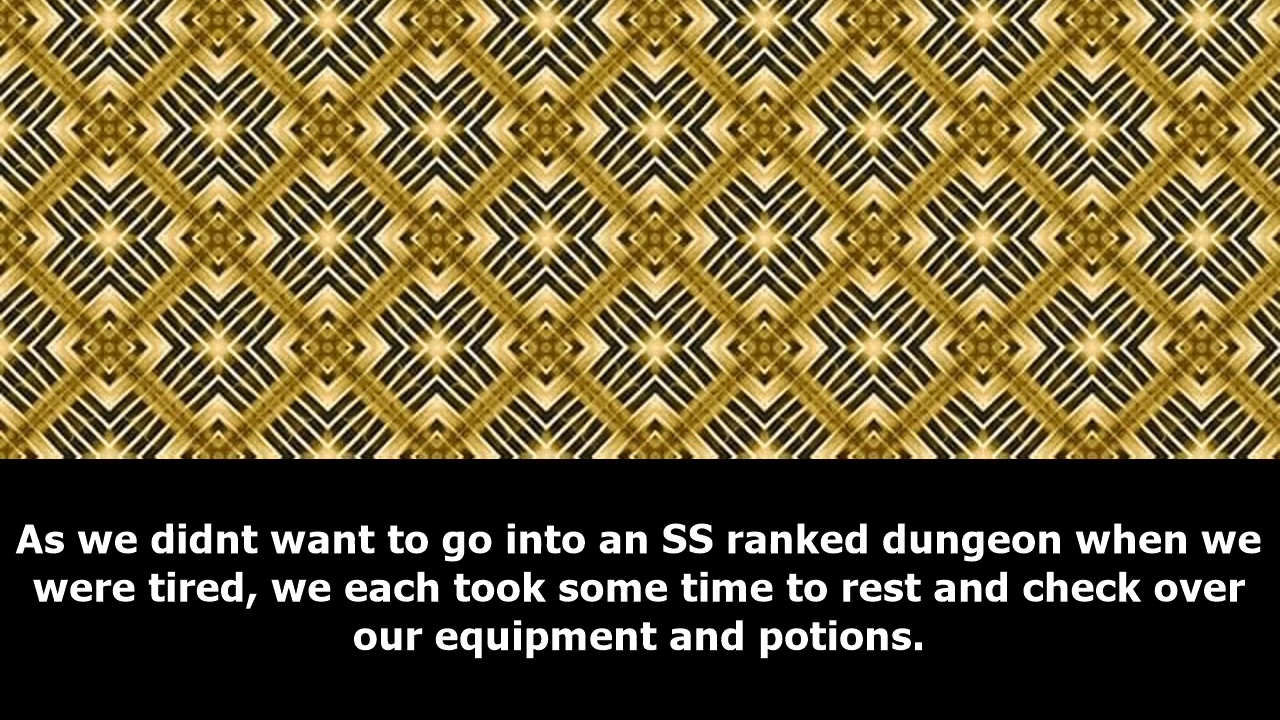 As we didnt want to go into an SS ranked dungeon when we
were tired, we each took some time to rest and check over
our equipment and potions.